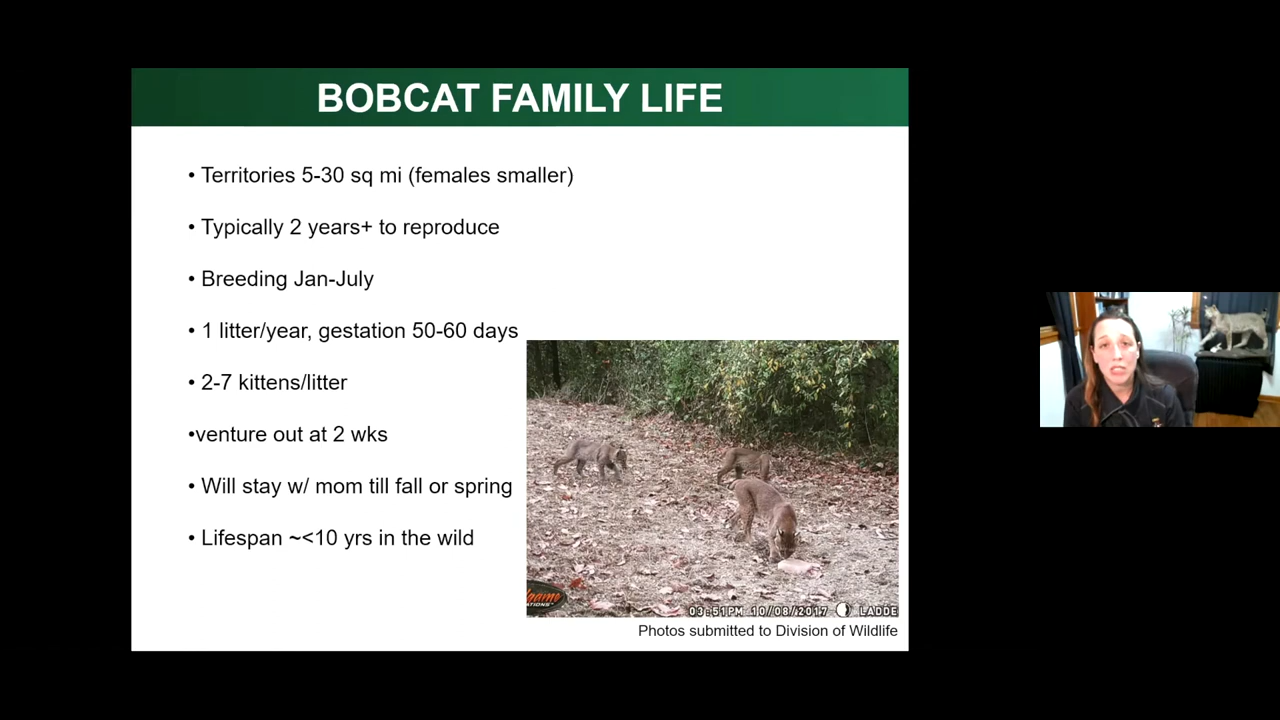 BOBCAT FAMILY LIFE
• Territories 5-30 sq mi (females smaller)
• Typically 2 years+ to reproduce
• Breeding Jan-July
• 1 litter/year, gestation 50-60 days
• 2-7 kittens/litter
•venture out at 2 wks
• Will stay w/ mom till fall or spring
• Lifespan ~<10 yrs in the wild
03:51PM 10/08/2017 LADDE
Photos submitted to Division of Wildlife